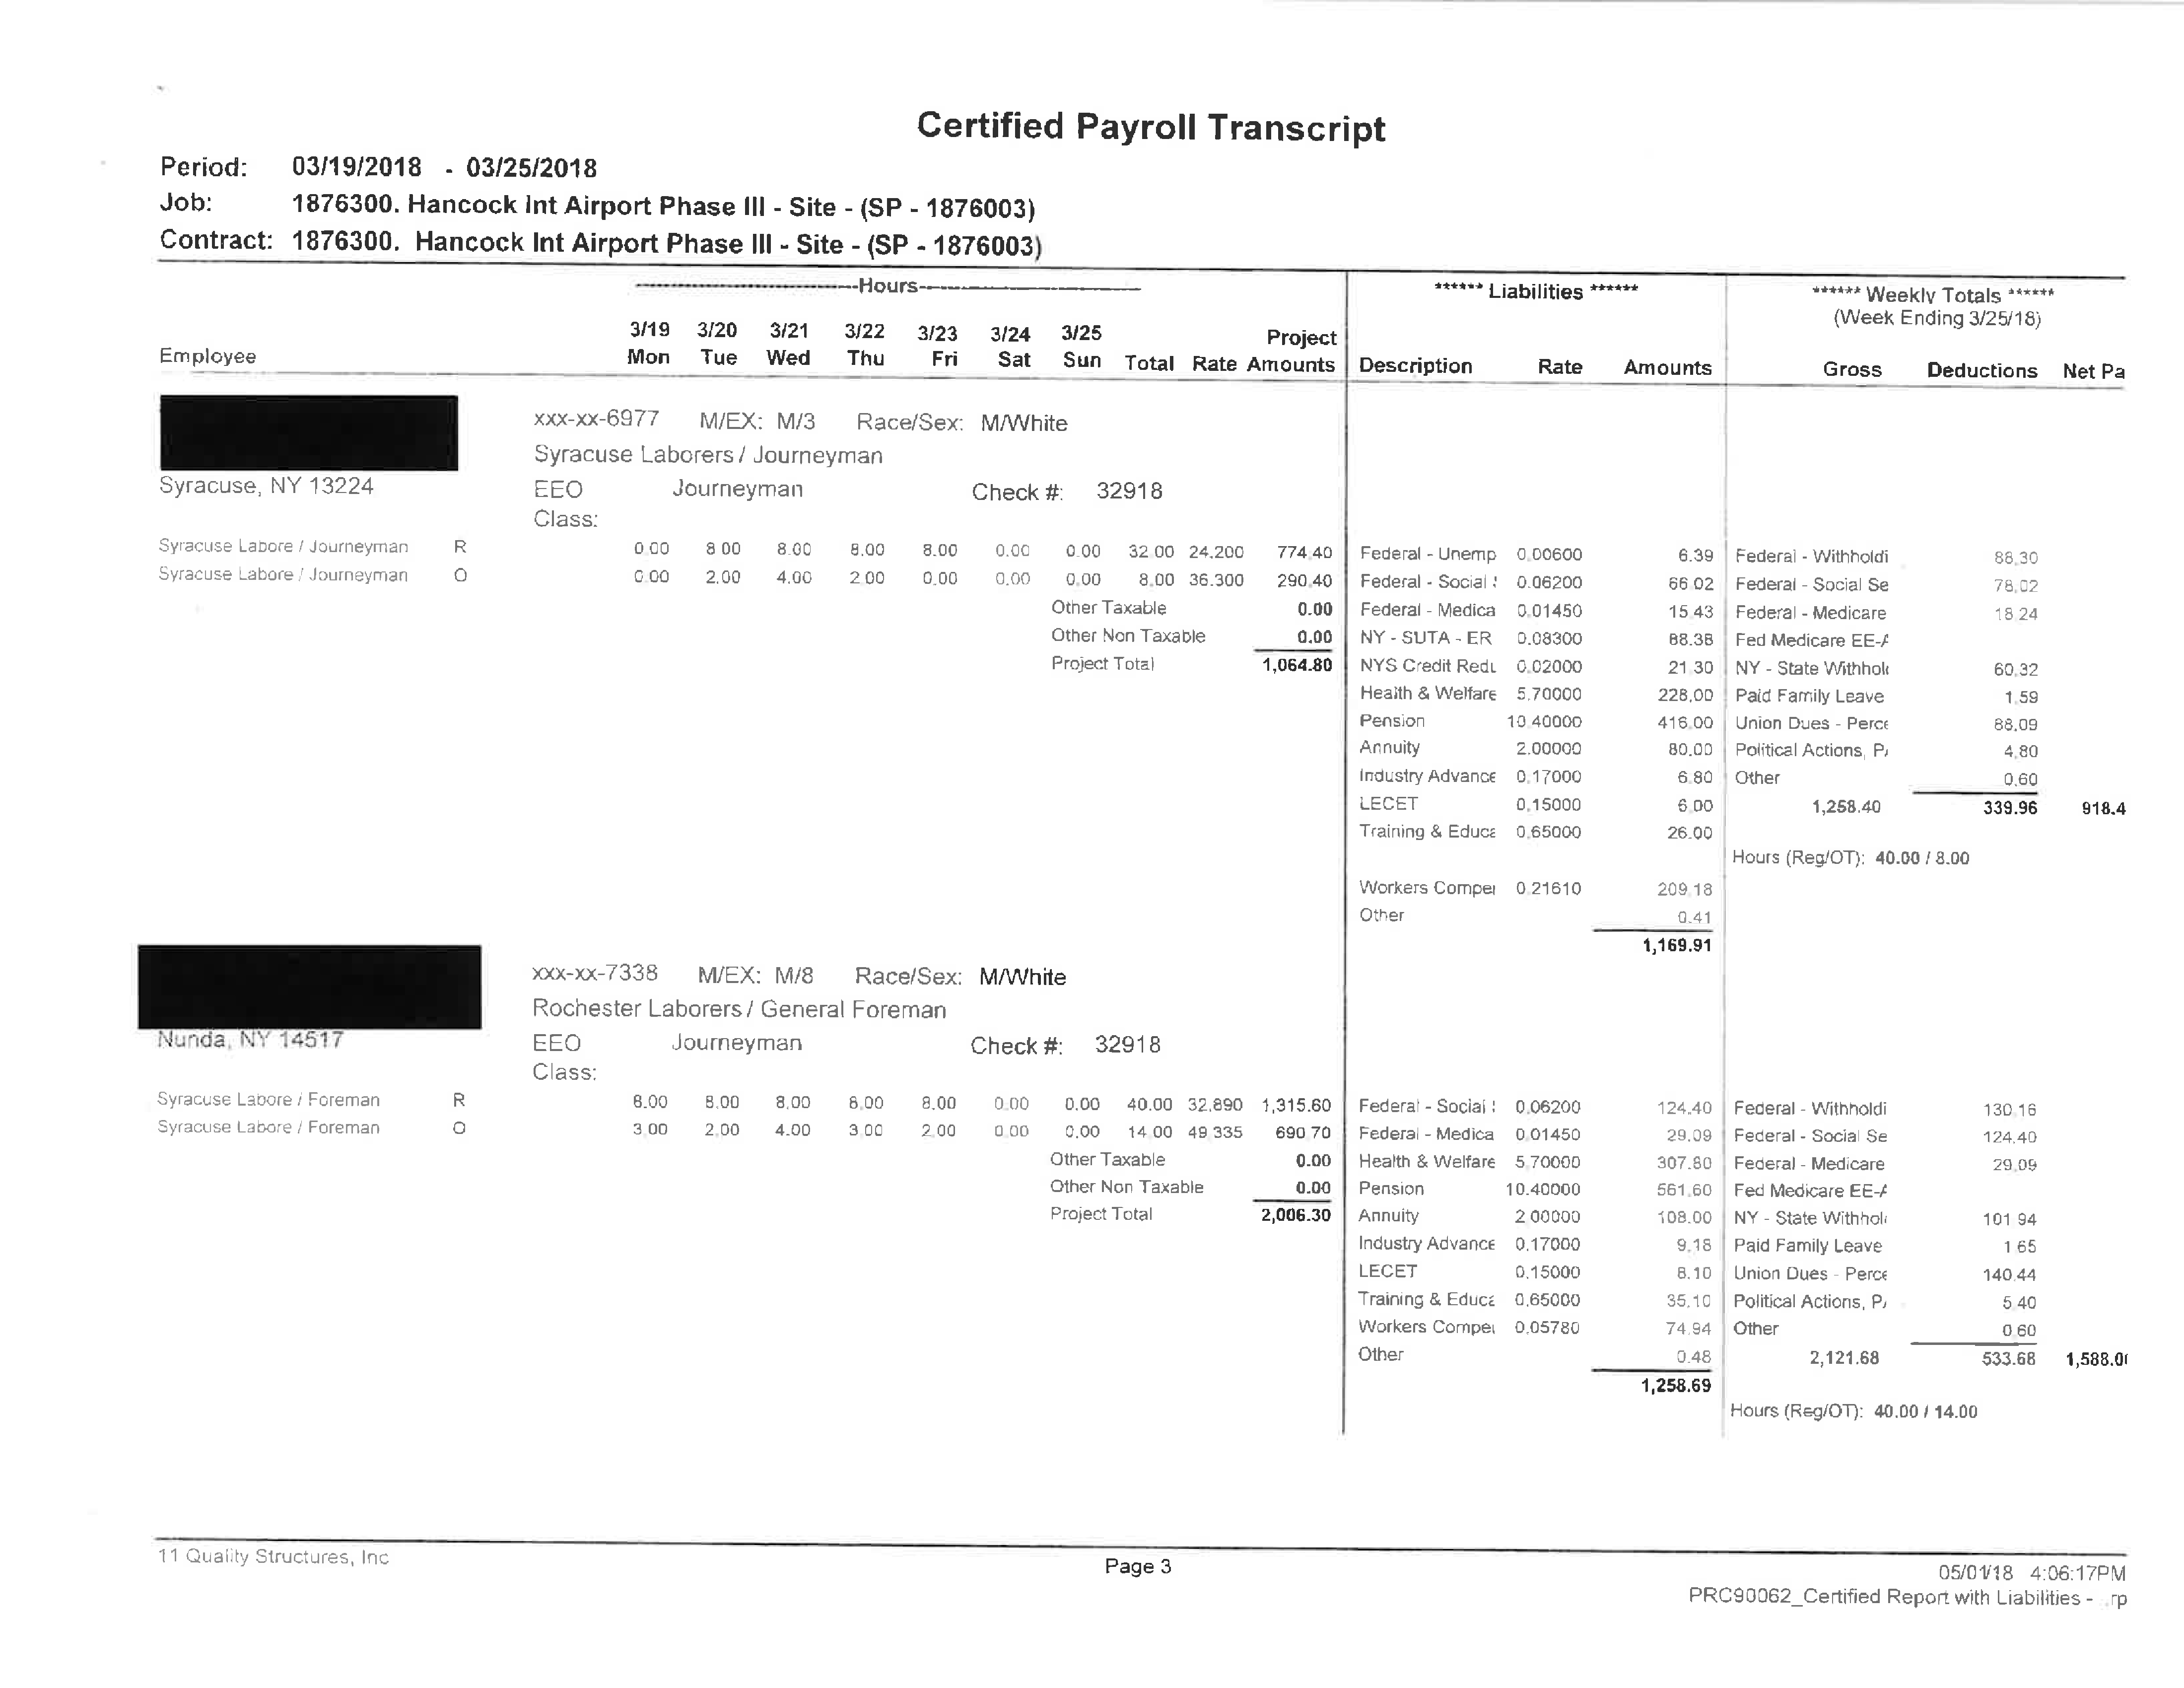 Certified Payroll Transcript
Period: 03/19/2018 - 03/25/2018
Job: 1876300. Hancock Int Airport Phase III - Site - (SP - 1876003)
Contract: 1876300. Hancock Int Airport Phase III - Site - (SP - 1876003)
Hours ****** Liabilities ****** ****** Weekly Totals ******
(Week Ending 3/25/18)
3/19 3/20 3/21 3/22 3/23 3/24 3/25 Project
Employee Mon Tue Wed Thu Fri Sat Sun Total Rate Amounts Description Rate Amounts Gross Deductions Net Pa
xxx-xx-6977 M/EX: M/3 Race/Sex: M/White
Syracuse Laborers / Journeyman
Syracuse, NY 13224 EEO Journeyman Check #: 32918
Class:
Syracuse Labore / Journeyman R 0.00 8.00 8.00 8.00 8.00 0.00 0.00 32.00 24.200 774.40 Federal - Unemp 0.00600 6.39 Federal - Withholdi 88.30
Syracuse Labore / Journeyman O 0.00 2.00 4.00 2.00 0.00 0.00 0.00 8.00 36.300 290.40 Federal - Social 0.06200 66.02 Federal - Social Se 78.02
Other Taxable 0.00 Federal - Medica 0.01450 15.43 Federal - Medicare 18.24
Other Non Taxable 0.00 NY - SUTA - ER 0.08300 88.38 Fed Medicare EE-A
Project Total 1,064.80 NYS Credit Redu 0.02000 21.30 NY - State Withhol 60.32
Health & Welfare 5.70000 228.00 Paid Family Leave 1.59
Pension 10.40000 416.00 Union Dues - Perce 88.09
Annuity 2.00000 80.00 Political Actions, PA 4.80
Industry Advance 0.17000 6.80 Other 0.60
LECET 0.15000 6.00 1,258.40 339.96 918.4
Training & Educa 0.65000 26.00
Hours (Reg/OT): 40.00 / 8.00
Workers Compe 0.21610 209.18
Other 0.41
1,169.91
xxx-xx-7338 M/EX: M/8 Race/Sex: M/White
Rochester Laborers / General Foreman
Nunda, NY 14517 EEO Journeyman Check #: 32918
Class:
Syracuse Labore / Foreman R 8.00 8.00 8.00 8.00 8.00 0.00 0.00 40.00 32.890 1,315.60 Federal - Social 0.06200 124.40 Federal - Withholdi 130.16
Syracuse Labore / Foreman O 3.00 2.00 4.00 3.00 2.00 0.00 0.00 14.00 49.335 690.70 Federal - Medica 0.01450 29.09 Federal - Social Se 124.40
Other Taxable 0.00 Health & Welfare 5.70000 307.80 Federal - Medicare 29.09
Other Non Taxable 0.00 Pension 10.40000 561.60 Fed Medicare EE-A
Project Total 2,006.30 Annuity 2.00000 108.00 NY - State Withhol 101.94
Industry Advance 0.17000 9.18 Paid Family Leave 1.65
LECET 0.15000 8.10 Union Dues - Perce 140.44
Training & Educa 0.65000 35.10 Political Actions, PA 5.40
Workers Compe 0.05780 74.94 Other 0.60
Other 0.48 2,121.68 533.68 1,588.0
1,258.69
Hours (Reg/OT): 40.00 / 14.00
11 Quality Structures, Inc Page 3 05/01/18 4:06:17PM
PRC90062_Certified Report with Liabilities - .rp